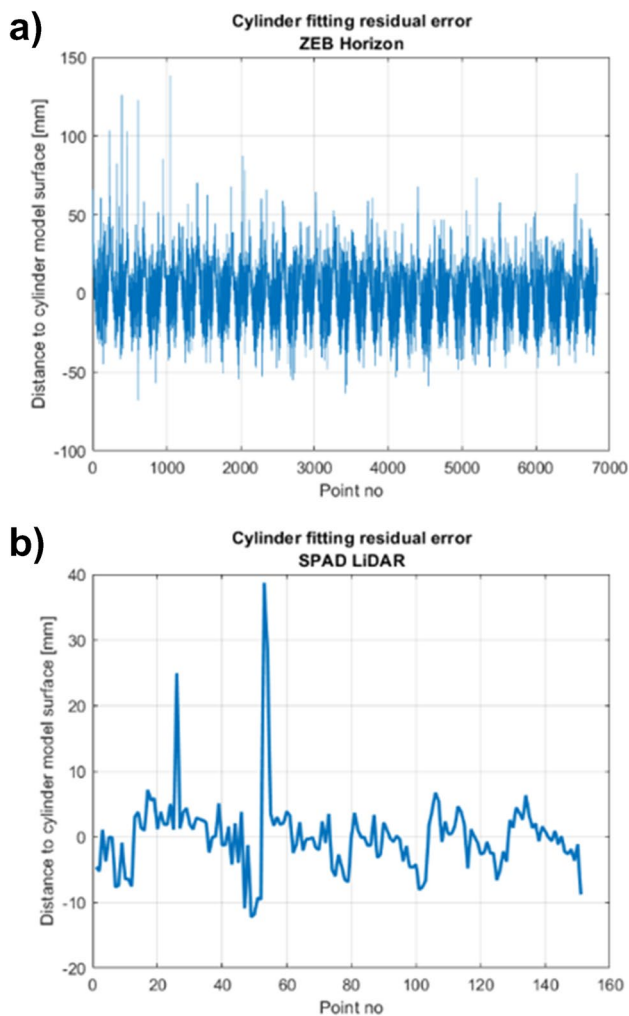 a)
Cylinder fitting residual error
ZEB Horizon
Distance to cylinder model surface [mm]
150
100
50
0
-50
-100
0 1000 2000 3000 4000 5000 6000 7000
Point no
b)
Cylinder fitting residual error
SPAD LiDAR
Distance to cylinder model surface [mm]
40
30
20
10
0
-10
-20
0 20 40 60 80 100 120 140 160
Point no